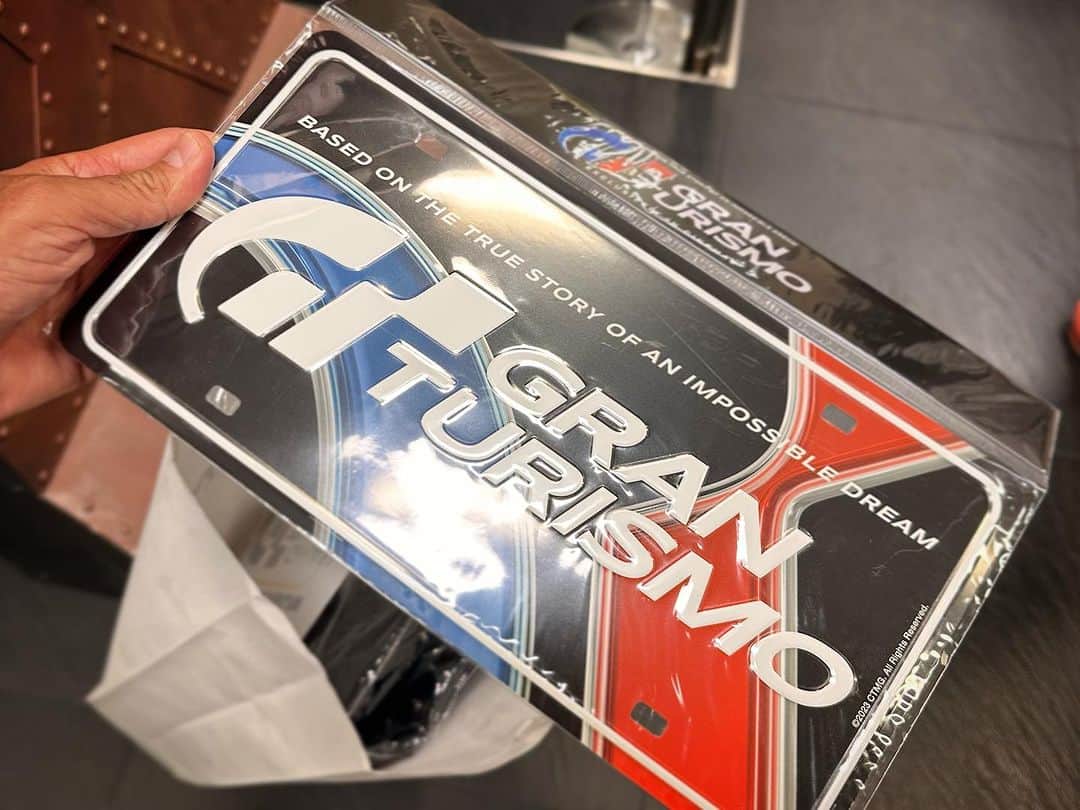 BASED ON THE TRUE STORY OF AN IMPOSSIBLE DREAM
GRAN
TURISMO
©2023 CTMG. All Rights Reserved.
GRAN
TURISMO